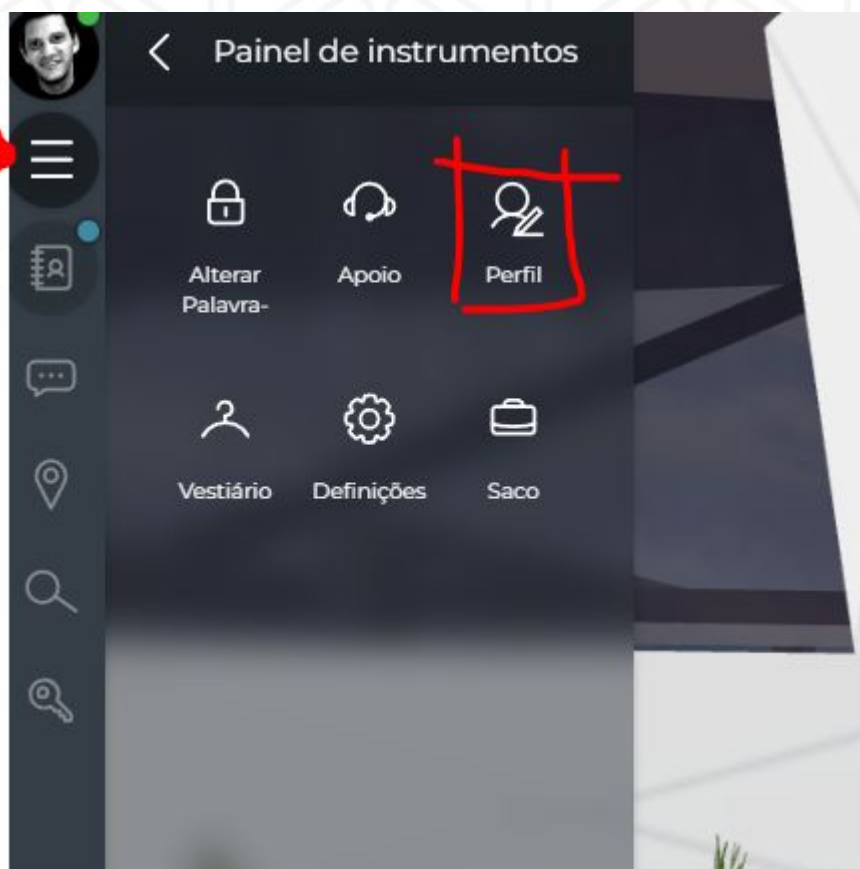 Painel de instrumentos
Alterar
Palavra-
Apoio
Perfil
Vestiário
Definições
Saco